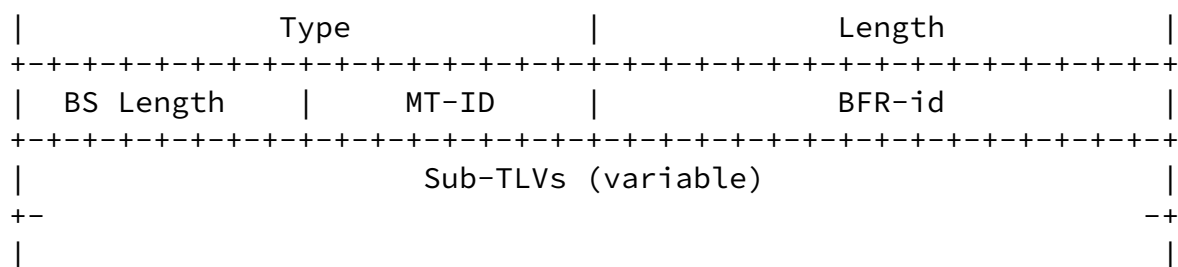 |              Type             |             Length            |
+-+-+-+-+-+-+-+-+-+-+-+-+-+-+-+-+-+-+-+-+-+-+-+-+-+-+-+-+-+-+-+-+
|  BS Length    |     MT-ID     |              BFR-id           |
+-+-+-+-+-+-+-+-+-+-+-+-+-+-+-+-+-+-+-+-+-+-+-+-+-+-+-+-+-+-+-+-+
|                      Sub-TLVs (variable)                      |
+-                                                             -+
|                                                               |